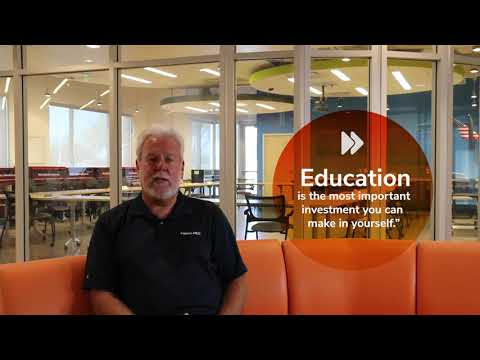 Education
is the most important
investment you can
make in yourself.”